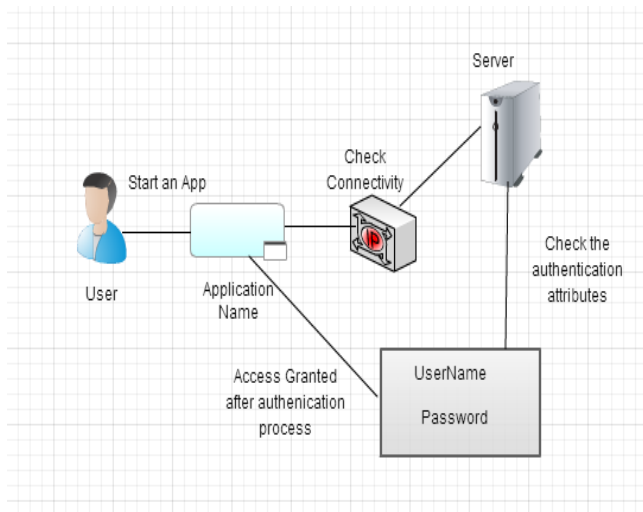 Server
Check
Connectivity
Start an App
IP
User
Application
Name
Check the
authentication
attributes
Access Granted
after authenication
process
UserName
Password